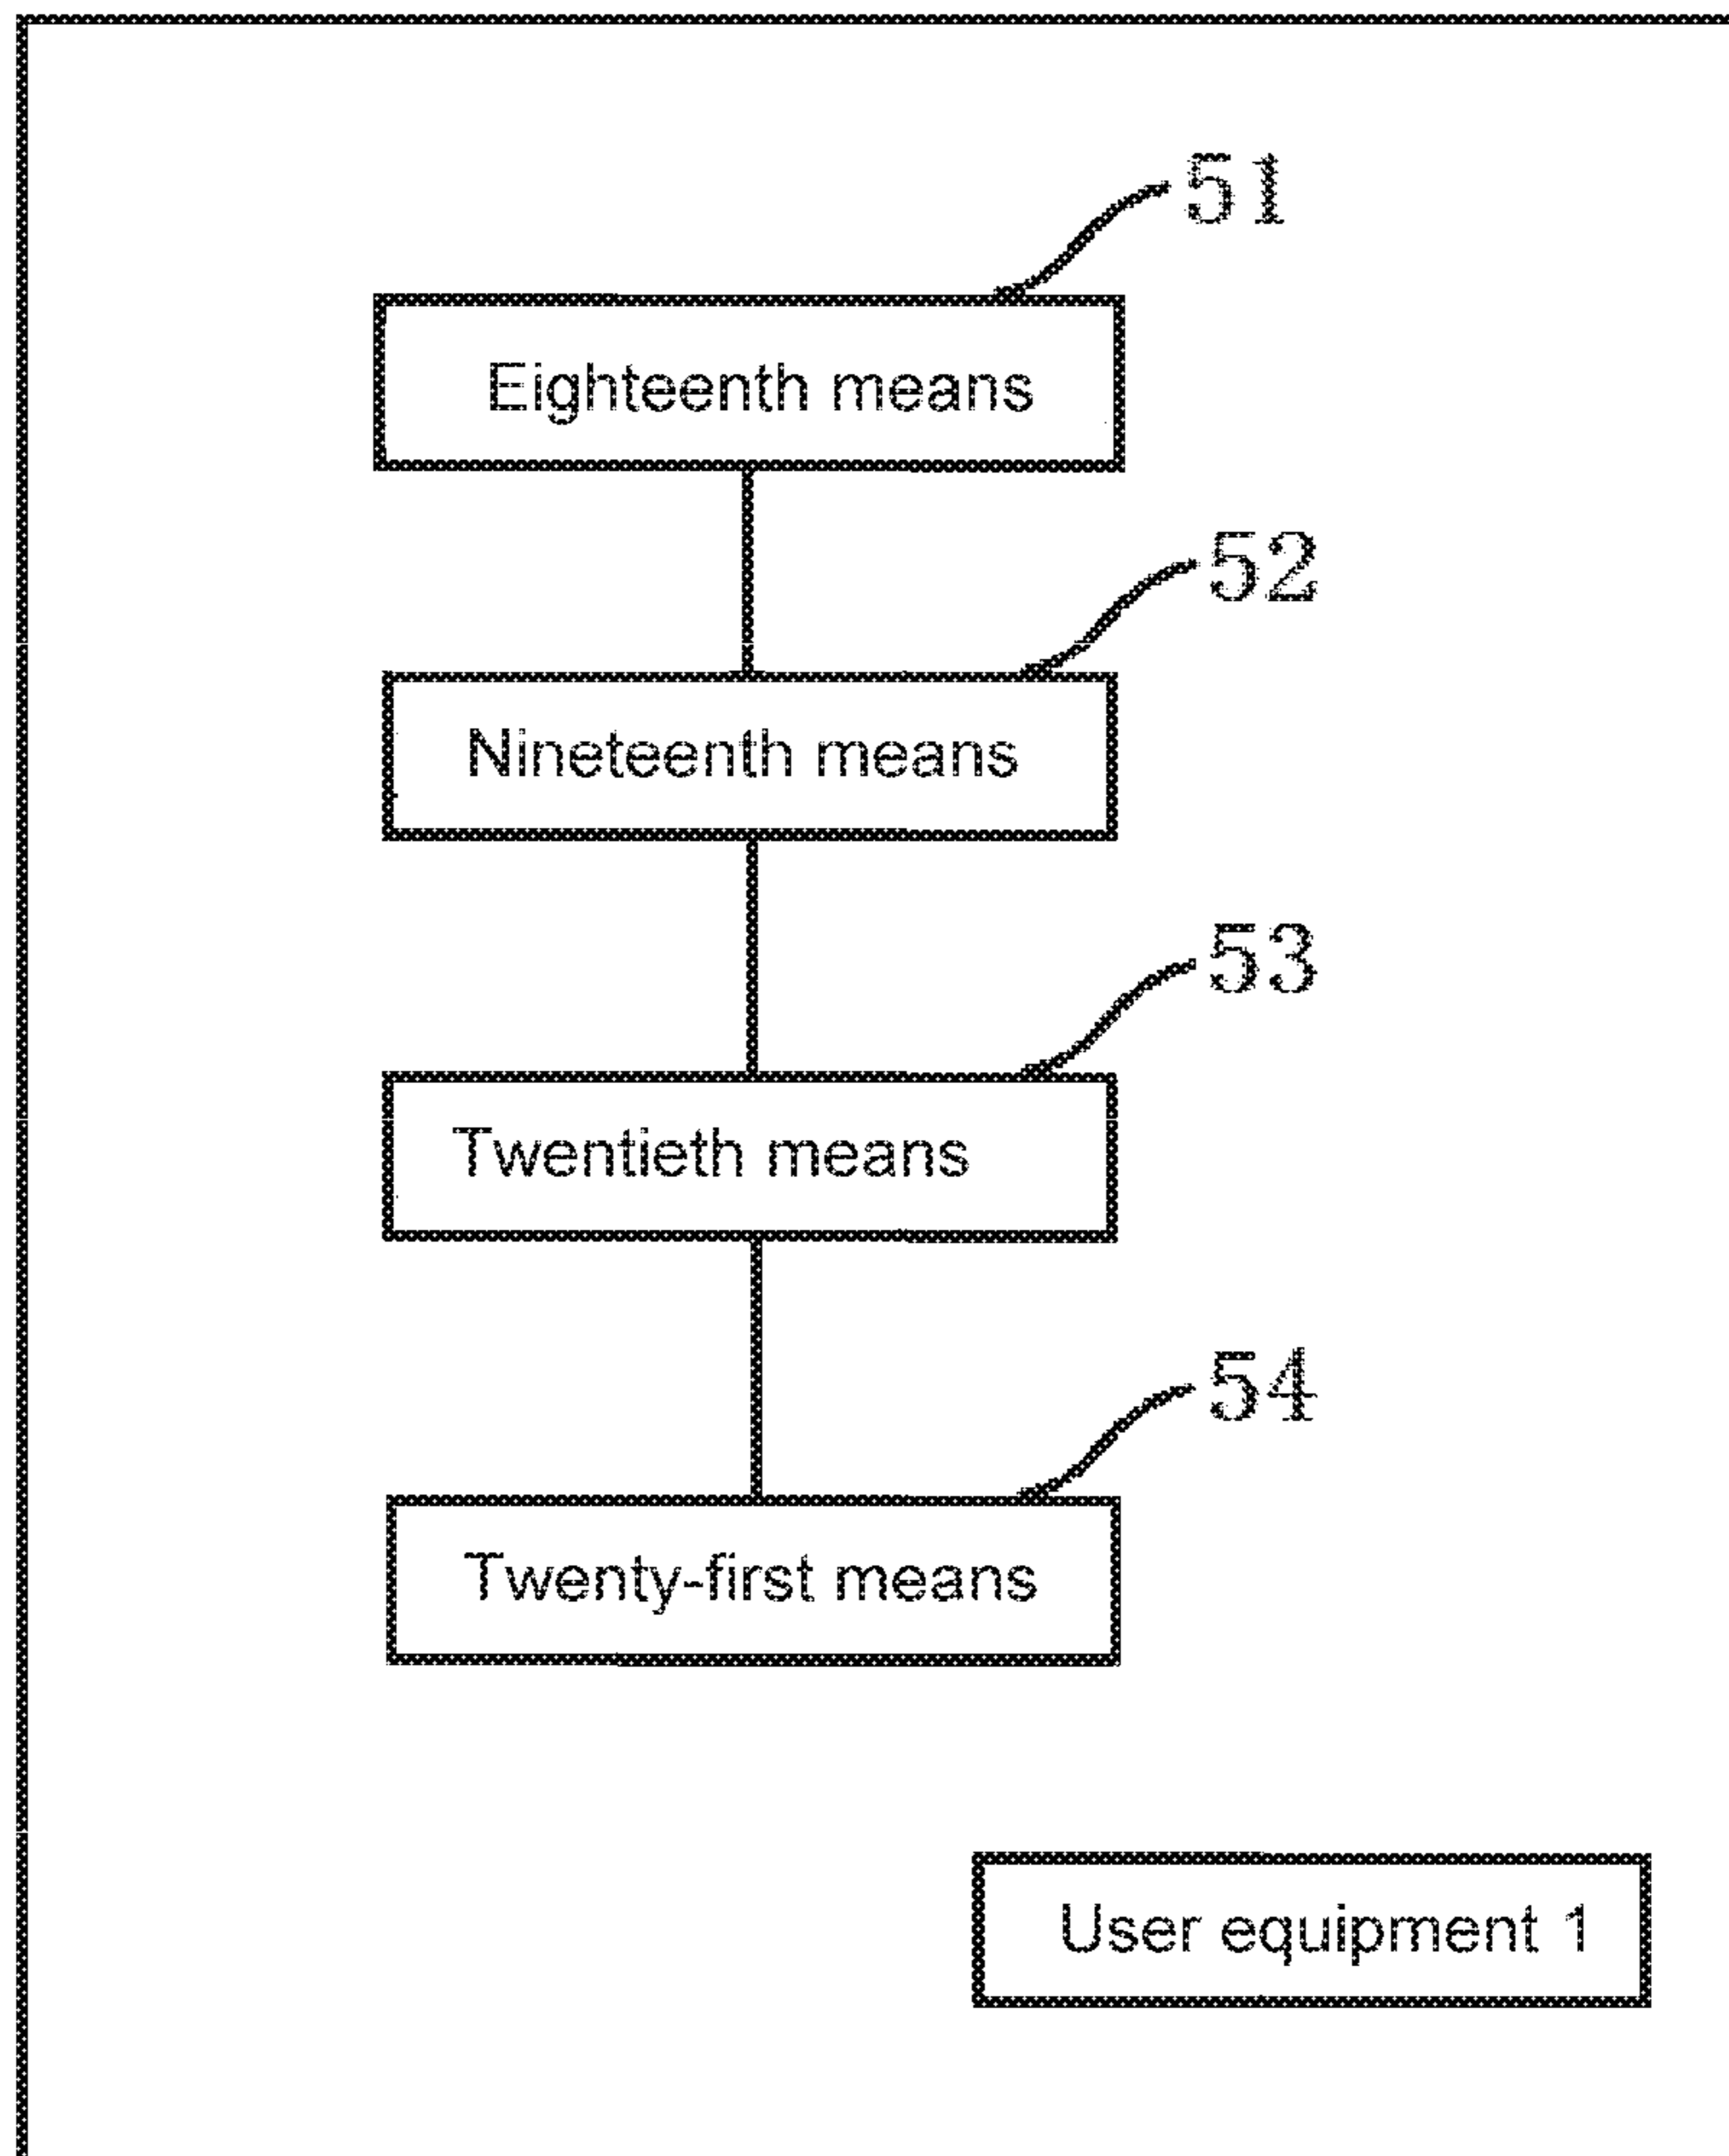 51
Eighteenth means
52
Nineteenth means
53
Twentieth means
54
Twenty-first means
User equipment 1